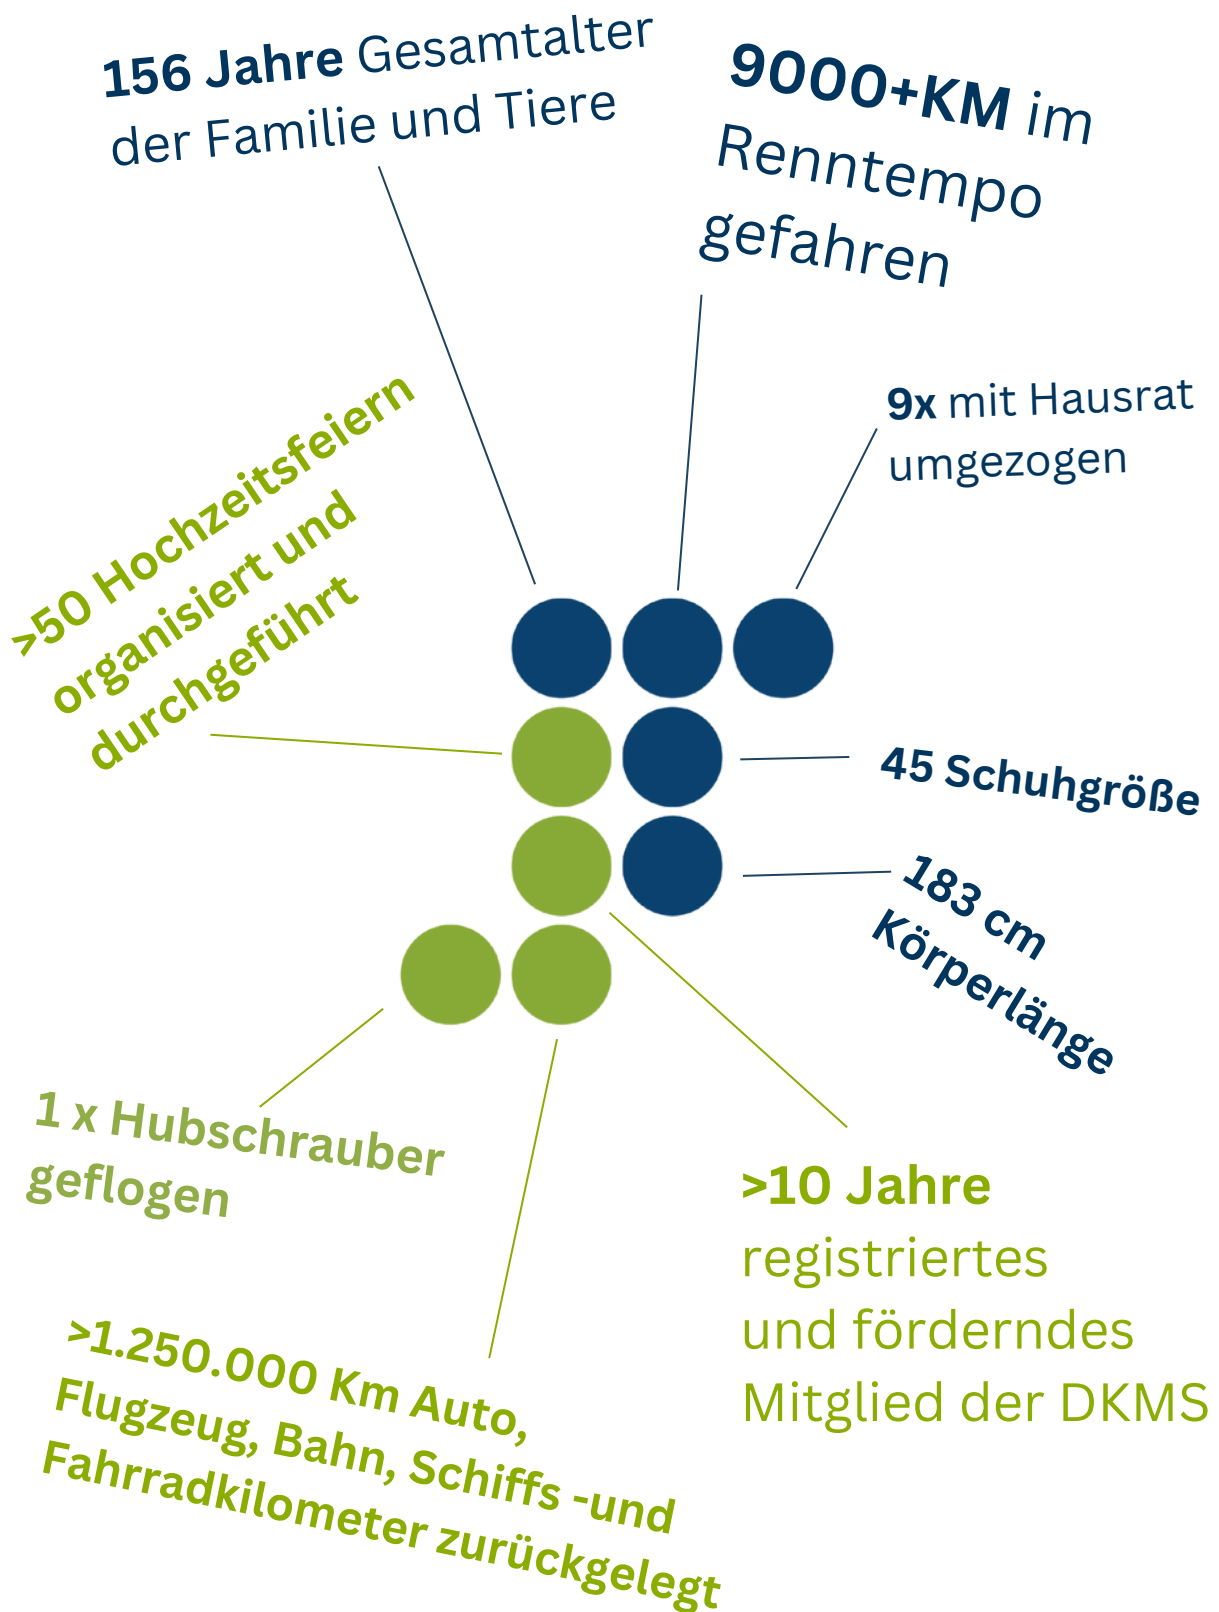 156 Jahre Gesamtalter
der Familie und Tiere
9000+KM im
Renntempo
gefahren
9x mit Hausrat
umgezogen
>50 Hochzeitsfeiern
organisiert und
durchgeführt
45 Schuhgröße
183 cm
Körperlänge
1 x Hubschrauber
geflogen
>10 Jahre
registriertes
und förderndes
Mitglied der DKMS
>1.250.000 Km Auto,
Flugzeug, Bahn, Schiffs -und
Fahrradkilometer zurückgelegt